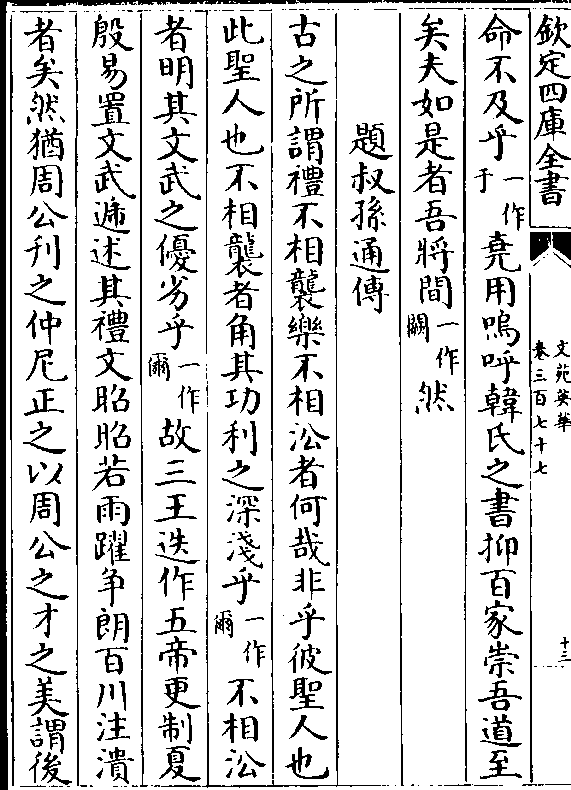 欽定四庫全書
文苑英華
卷三百七十七
十三
命不及乎一作于堯用嗚呼韓氏之書抑百家崇吾道至
矣夫如是者吾將間一作闢然
題叔孫通傳
古之所謂禮不相襲樂不相沿者何哉非乎彼聖人也
此聖人也不相襲者角其功利之深淺乎一作爾不相沿
者明其文武之優劣乎一作爾故三王迭作五帝更制夏
殷易置文武遞述其禮文昭昭若雨躍争朗百川注瀆
者矣然猶周公刋之仲尼正之以周公之才之美謂後